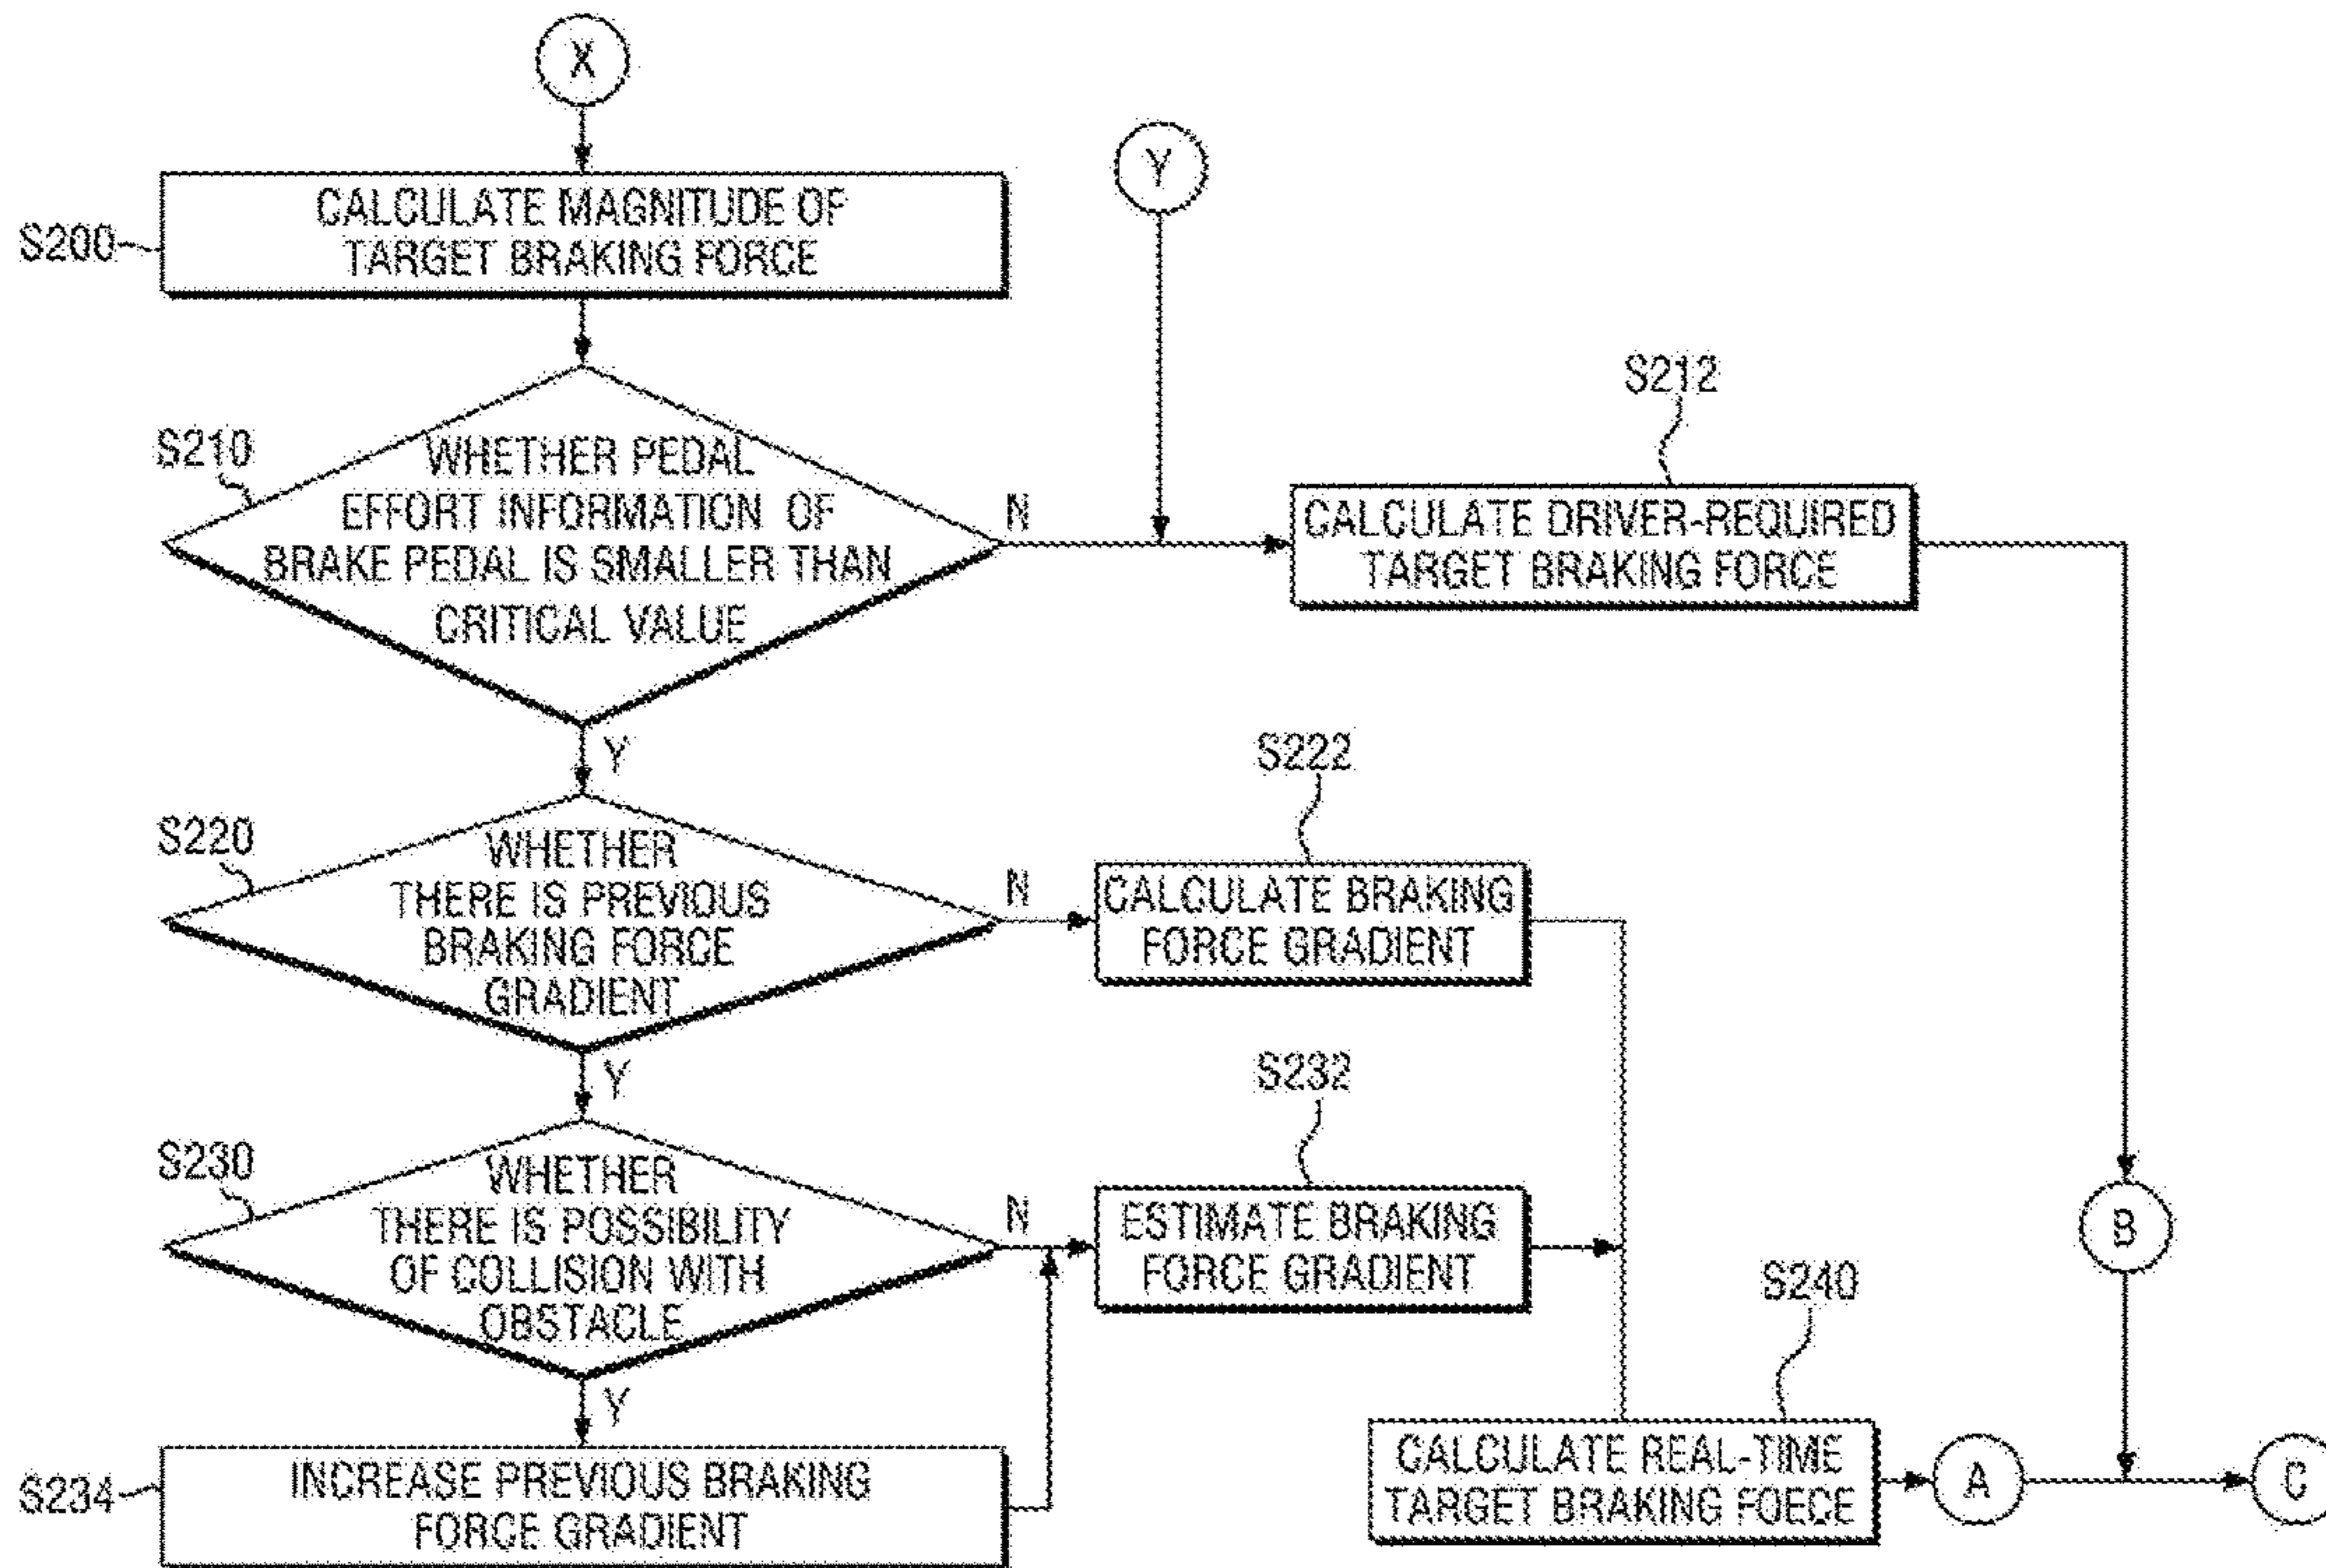 X
CALCULATE MAGNITUDE OF
TARGET BRAKING FORCE
S200
Y
WHETHER PEDAL
EFFORT INFORMATION OF
BRAKE PEDAL IS SMALLER THAN
CRITICAL VALUE
S210
N
Y
S212
CALCULATE DRIVER-REQUIRED
TARGET BRAKING FORCE
S220
WHETHER
THERE IS PREVIOUS
BRAKING FORCE
GRADIENT
N
Y
S222
CALCULATE BRAKING
FORCE GRADIENT
S230
WHETHER
THERE IS POSSIBILITY
OF COLLISION WITH
OBSTACLE
N
Y
S232
ESTIMATE BRAKING
FORCE GRADIENT
S234
INCREASE PREVIOUS BRAKING
FORCE GRADIENT
S240
CALCULATE REAL-TIME
TARGET BRAKING FOECE
A
B
C